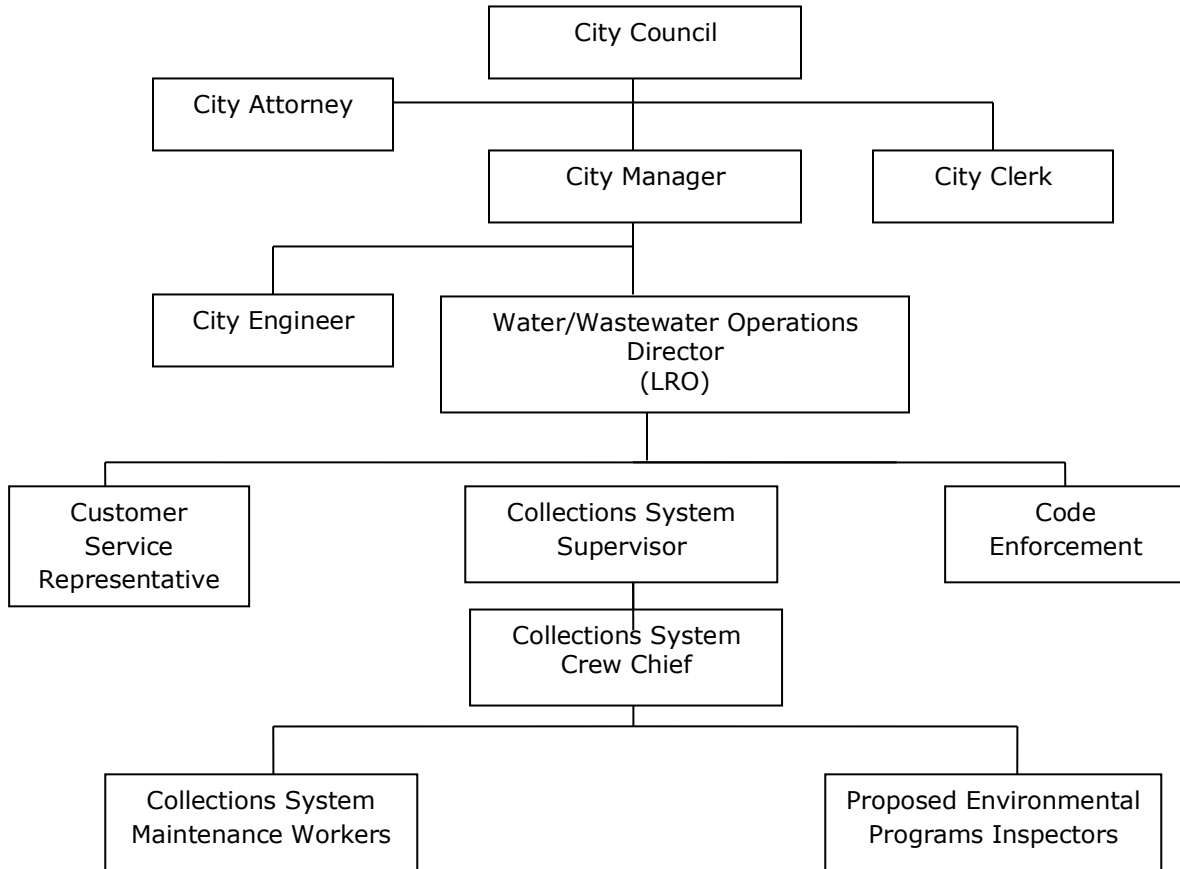 City Council
City Attorney
City Manager
City Clerk
City Engineer
Water/Wastewater Operations
Director
(LRO)
Customer
Service
Representative
Collections System
Supervisor
Code
Enforcement
Collections System
Crew Chief
Collections System
Maintenance Workers
Proposed Environmental
Programs Inspectors